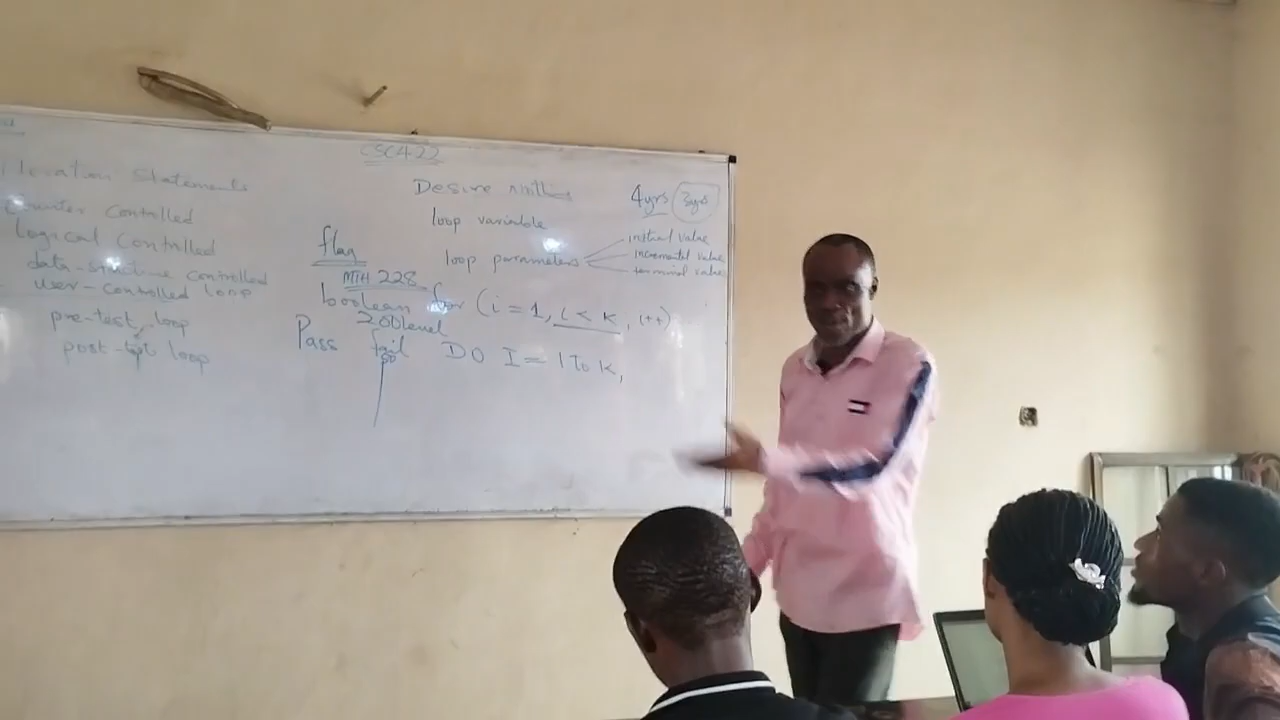 CSC422
Iteration Statements
Counter Controlled
Logical Controlled
data-structure controlled
user-controlled loop
pre-test loop
post-test loop
flag
MTH 228
boolean
200level
Pass fail
Desire
4yrs 3yrs
loop variable
loop parameters
initial value
incremental value
terminal value
for (i = 1, i < k, i++)
DO I = 1 To K,